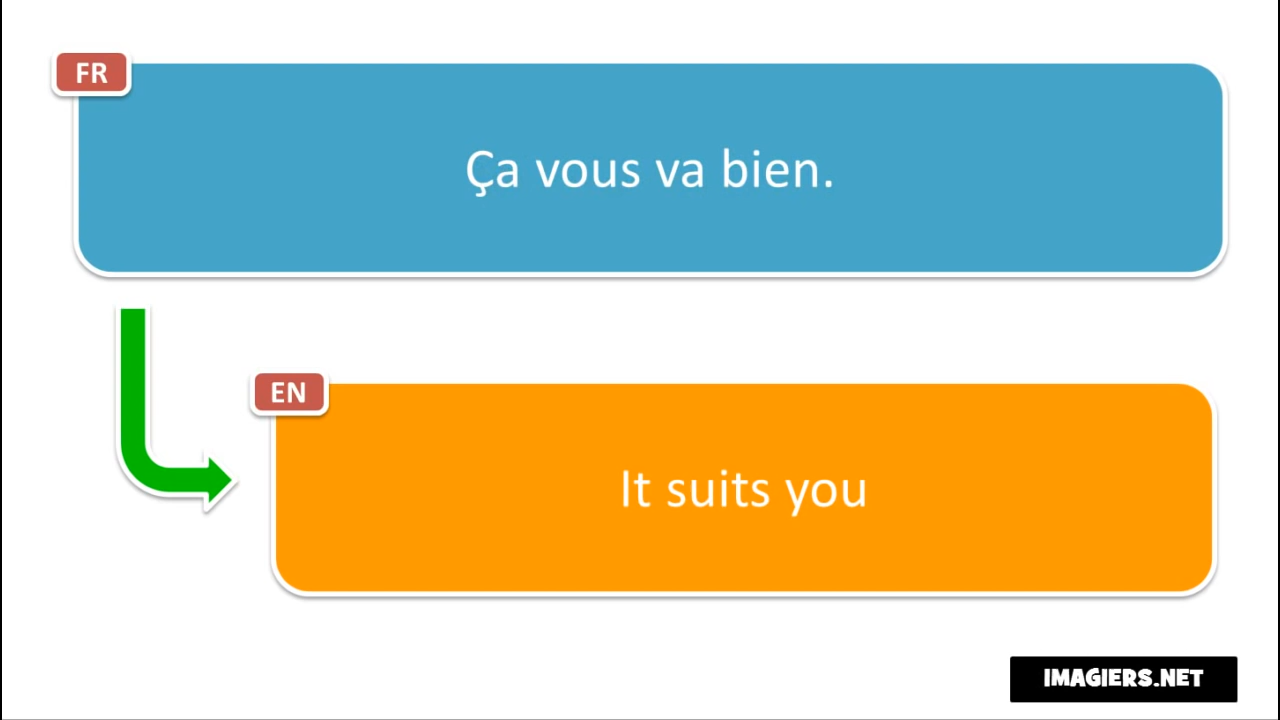 FR
Ça vous va bien.
EN
It suits you
IMAGIERS.NET